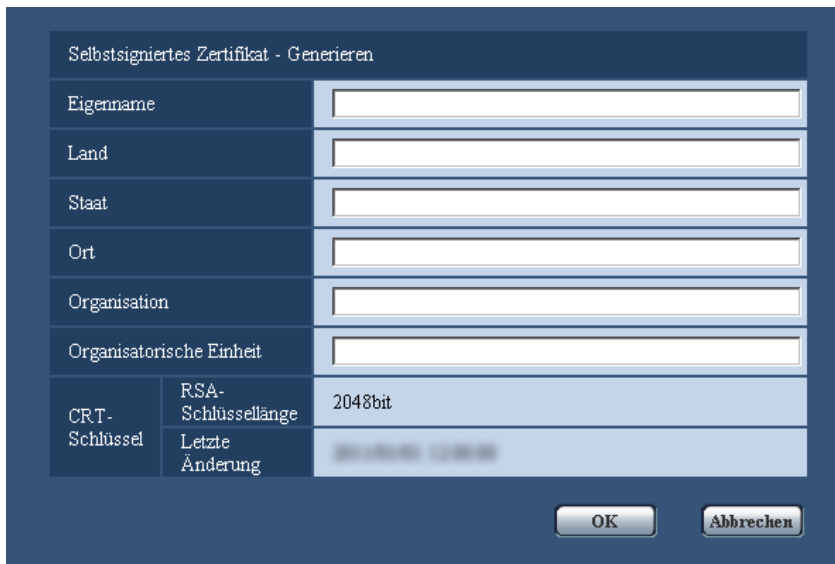 Selbstsigniertes Zertifikat - Generieren
Eigenname
Land
Staat
Ort
Organisation
Organisatorische Einheit
CRT-
Schlüssel
RSA-
Schlüssellänge
2048bit
Letzte
Änderung
OK
Abbrechen